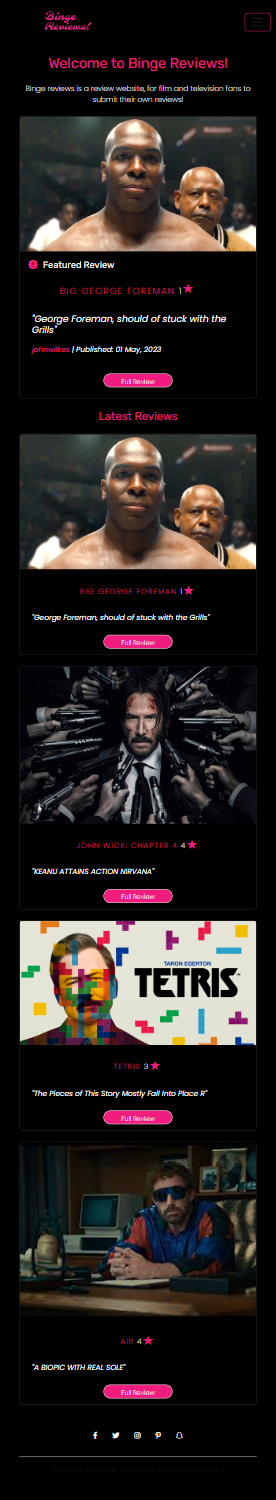 Binge
Reviews!
Welcome to Binge Reviews!
Binge reviews is a review website, for film and television fans to
submit their own reviews!
Featured Review
BIG GEORGE FOREMAN 1
"George Foreman, should of stuck with the
Grills"
johnwilkes | Published: 01 May, 2023
Full Review
Latest Reviews
BIG GEORGE FOREMAN 1
"George Foreman, should of stuck with the Grills"
Full Review
JOHN WICK: CHAPTER 4 4
"KEANU ATTAINS ACTION NIRVANA"
Full Review
TARON EGERTON
TETRIS
TETRIS 3
"The Pieces of This Story Mostly Fall Into Place R"
Full Review
AIR 4
"A BIOPIC WITH REAL SOLE"
Full Review